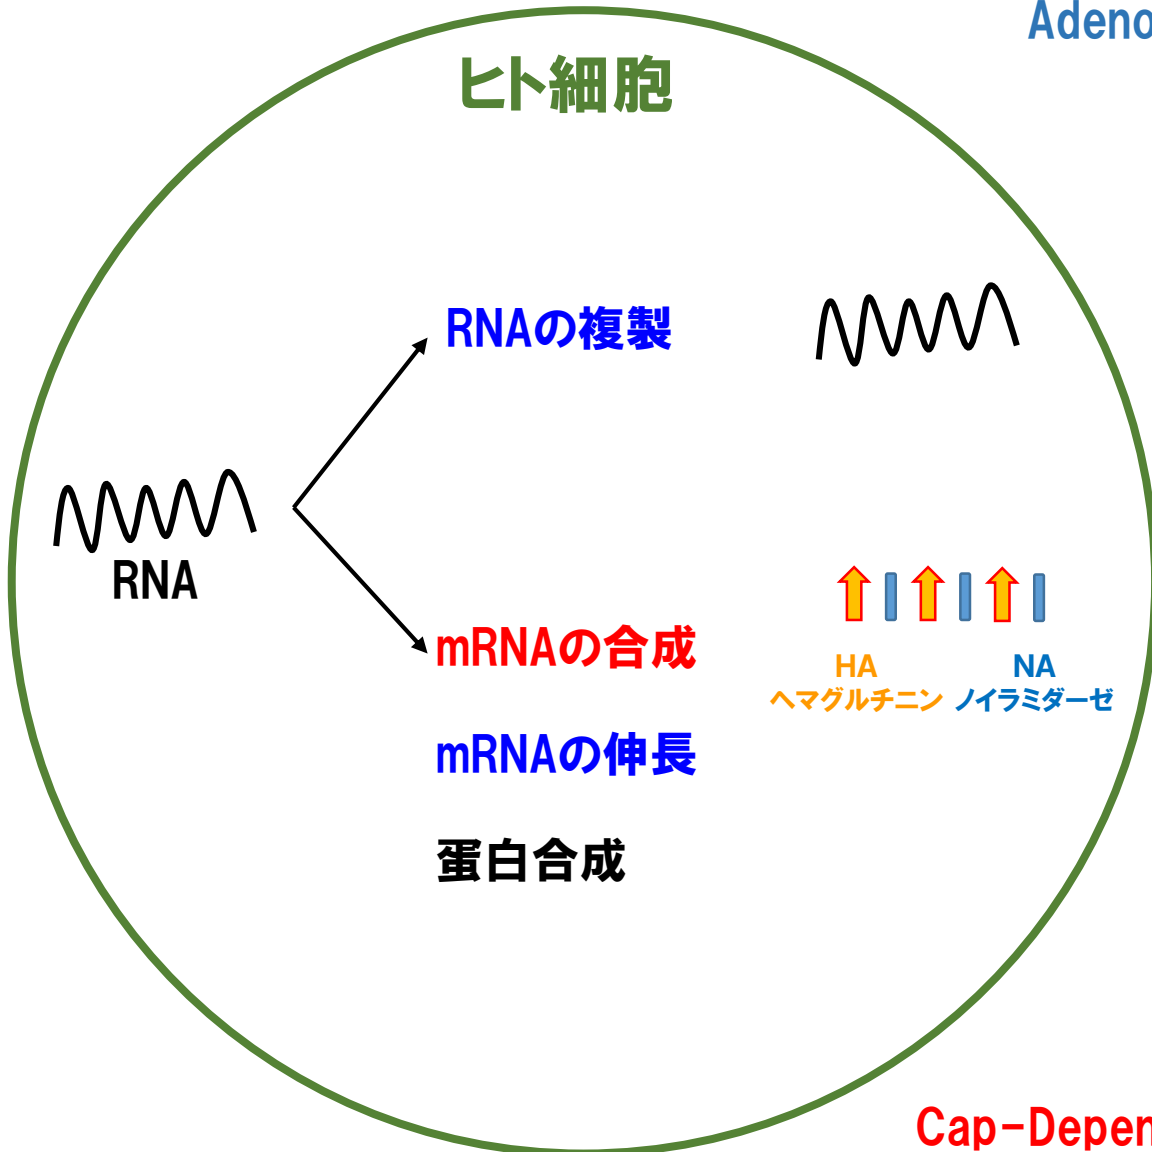 Adeno
ヒト細胞
RNAの複製
RNA
mRNAの合成
HA
ヘマグルチニン
NA
ノイラミダーゼ
mRNAの伸長
蛋白合成
Cap-Depen